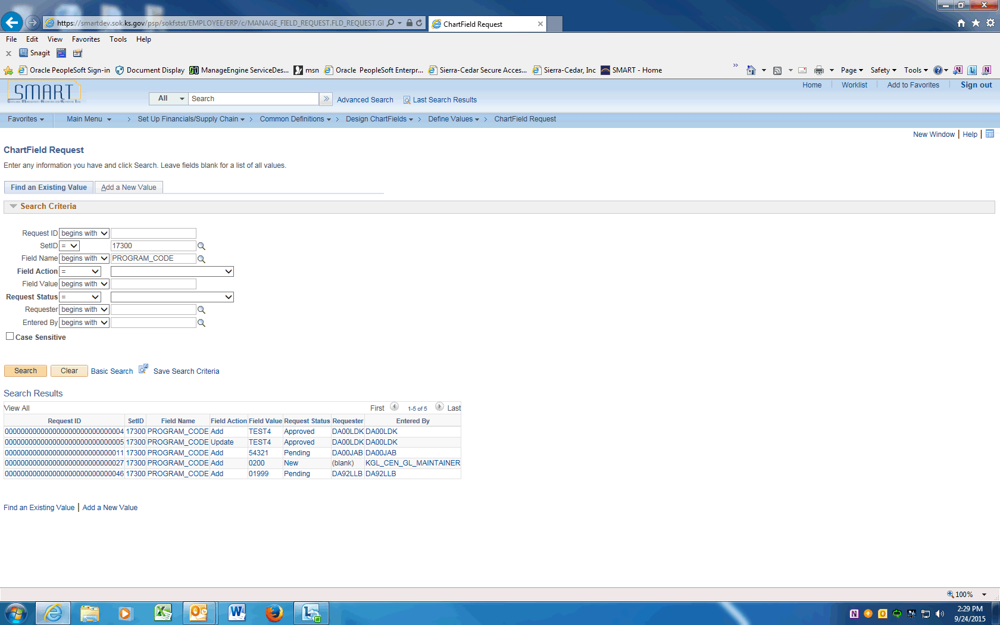 https://smartdev.sok.ks.gov/psp/sokfstst/EMPLOYEE/ERP/c/MANAGE_FIELD_REQUEST.FLD_REQUEST.GI
ChartField Request
File Edit View Favorites Tools Help
Snagit
Oracle PeopleSoft Sign-in Document Display ManageEngine ServiceDes... msn Oracle PeopleSoft Enterpr... Sierra-Cedar Secure Acces... Sierra-Cedar, Inc SMART - Home Page Safety Tools
SMART
Home Worklist Add to Favorites Sign out
All Search Advanced Search Last Search Results
Favorites Main Menu > Set Up Financials/Supply Chain > Common Definitions > Design ChartFields > Define Values > ChartField Request
New Window | Help |
ChartField Request
Enter any information you have and click Search. Leave fields blank for a list of all values.
Find an Existing Value Add a New Value
Search Criteria
Request ID begins with
SetID = 17300
Field Name begins with PROGRAM_CODE
Field Action =
Field Value begins with
Request Status =
Requester begins with
Entered By begins with
Case Sensitive
Search Clear Basic Search Save Search Criteria
Search Results
View All First 1-5 of 5 Last
Request ID SetID Field Name Field Action Field Value Request Status Requester Entered By
0000000000000000000000000000004 17300 PROGRAM_CODE Add TEST4 Approved DA00LDK DA00LDK
0000000000000000000000000000005 17300 PROGRAM_CODE Update TEST4 Approved DA00LDK DA00LDK
0000000000000000000000000000011 17300 PROGRAM_CODE Add 54321 Pending DA00JAB DA00JAB
0000000000000000000000000000027 17300 PROGRAM_CODE Add 0200 New (blank) KGL_CEN_GL_MAINTAINER
0000000000000000000000000000046 17300 PROGRAM_CODE Add 01999 Pending DA92LLB DA92LLB
Find an Existing Value | Add a New Value
100%
2:29 PM
9/24/2015